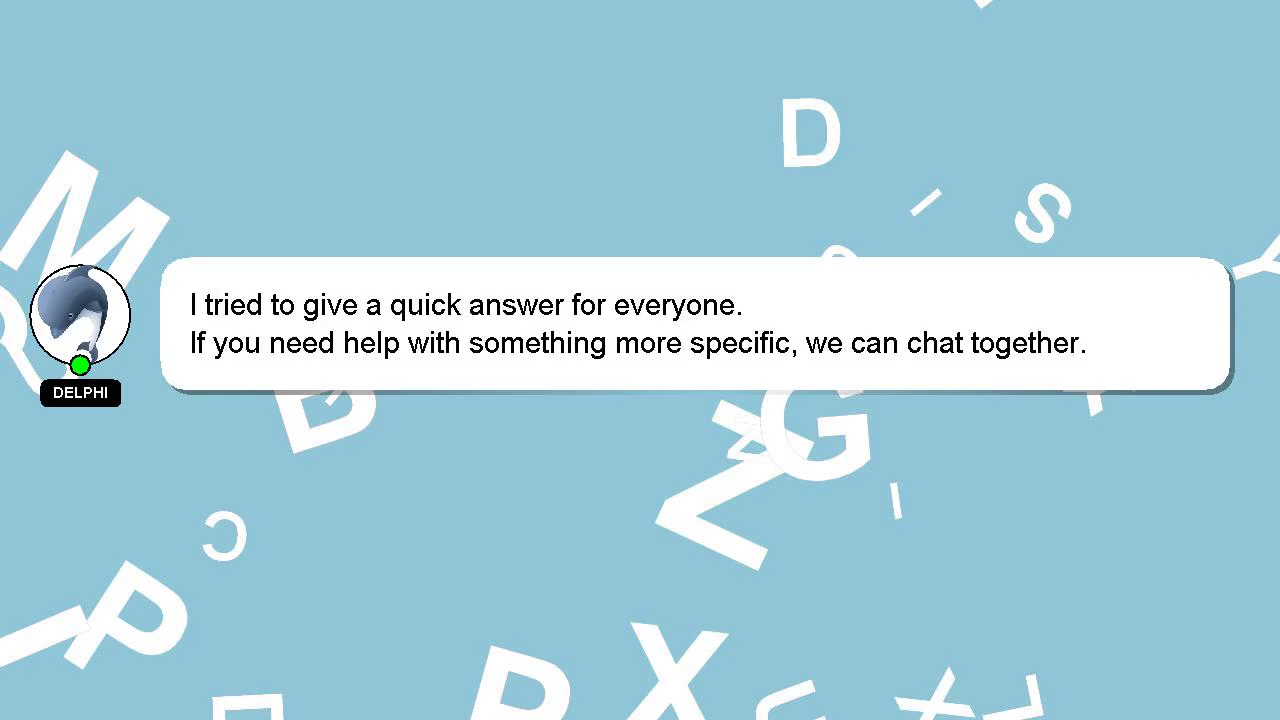 I tried to give a quick answer for everyone.
If you need help with something more specific, we can chat together.
DELPHI
D
I
S
M
Y
B
G
Z
Z
I
C
P
I
P
X
U
X